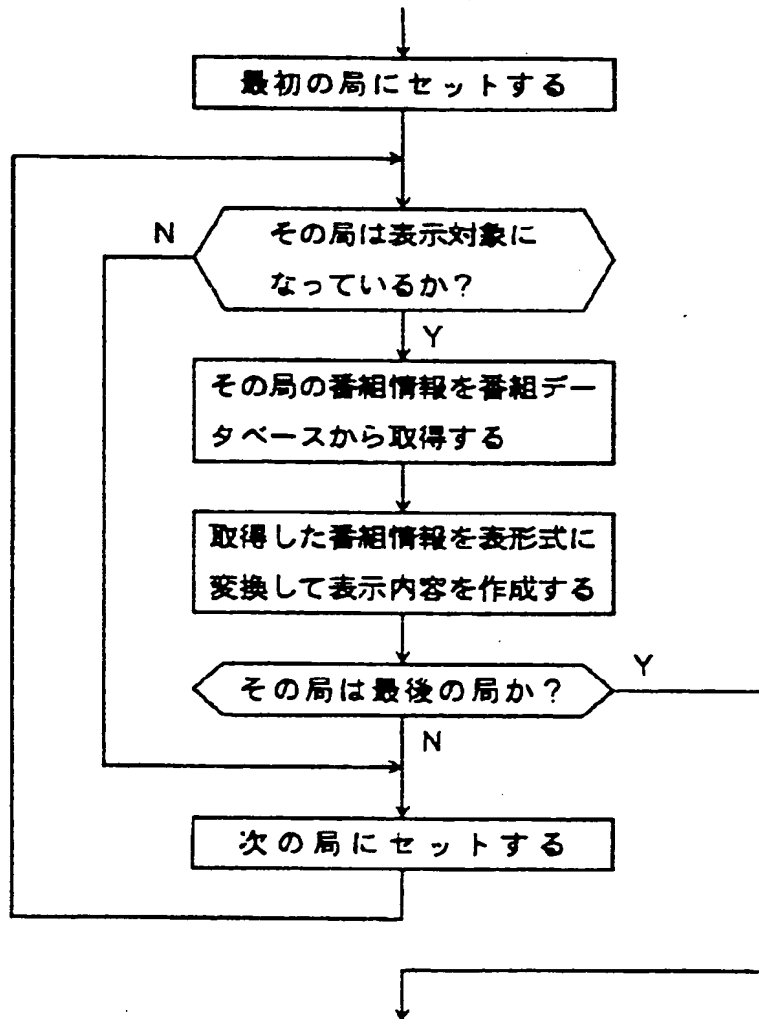 最初の局にセットする
N
その局は表示対象に
なっているか？
Y
その局の番組情報を番組デー
タベースから取得する
取得した番組情報を表形式に
変換して表示内容を作成する
Y
その局は最後の局か？
N
次の局にセットする